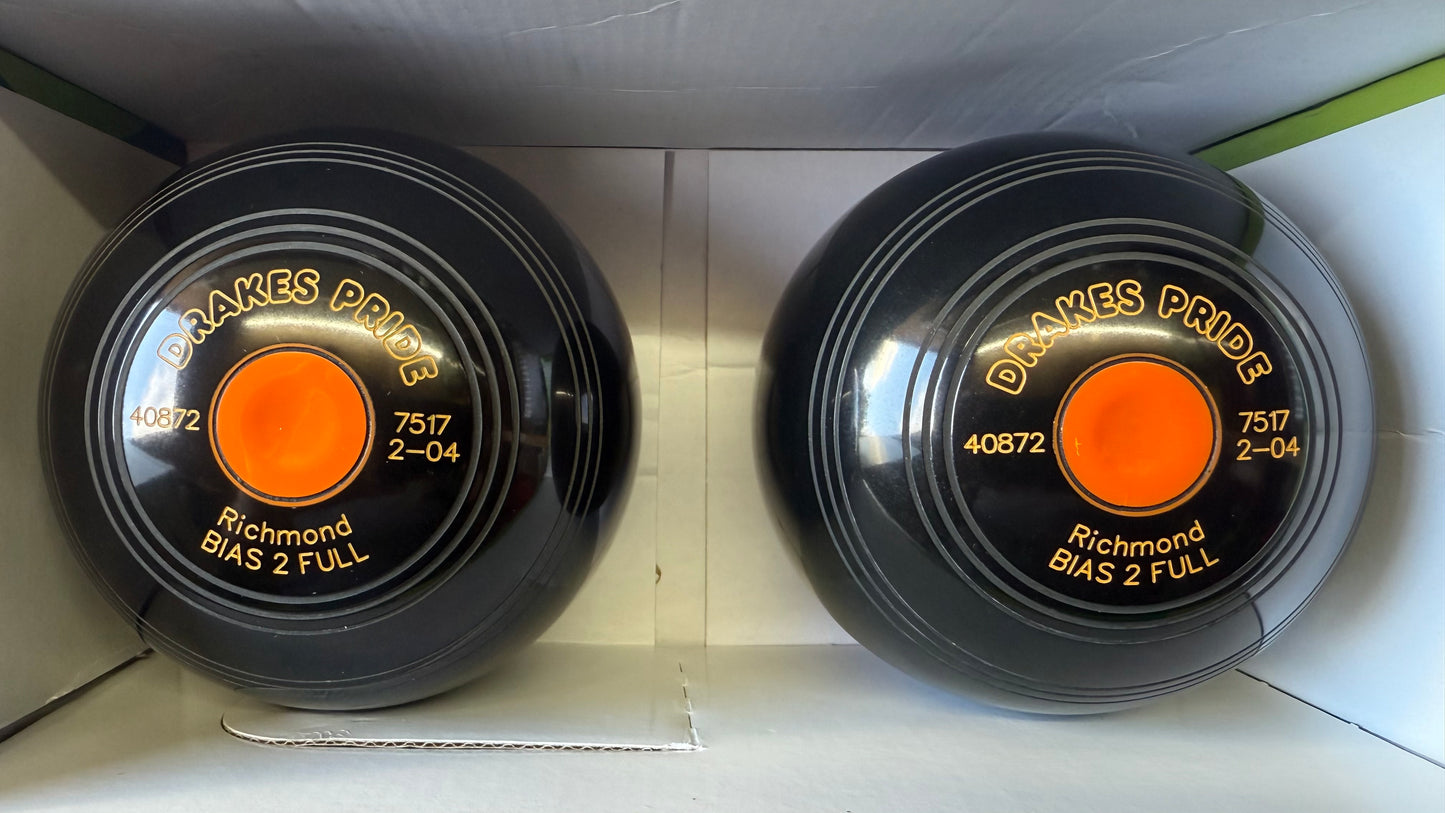 DRAKES PRIDE
40872
7517
2-04
Richmond
BIAS 2 FULL
DRAKES PRIDE
40872
7517
2-04
Richmond
BIAS 2 FULL